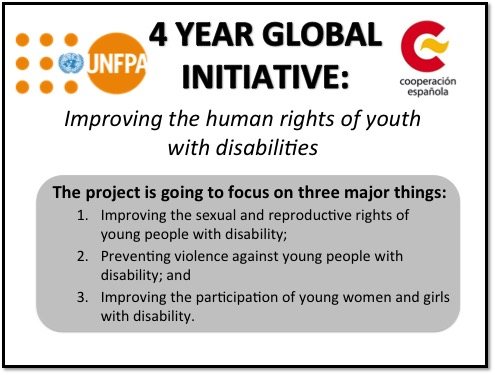 UNFPA
4 YEAR GLOBAL
INITIATIVE:
cooperación
española
Improving the human rights of youth
with disabilities
The project is going to focus on three major things:
1. Improving the sexual and reproductive rights of
young people with disability;
2. Preventing violence against young people with
disability; and
3. Improving the participation of young women and girls
with disability.